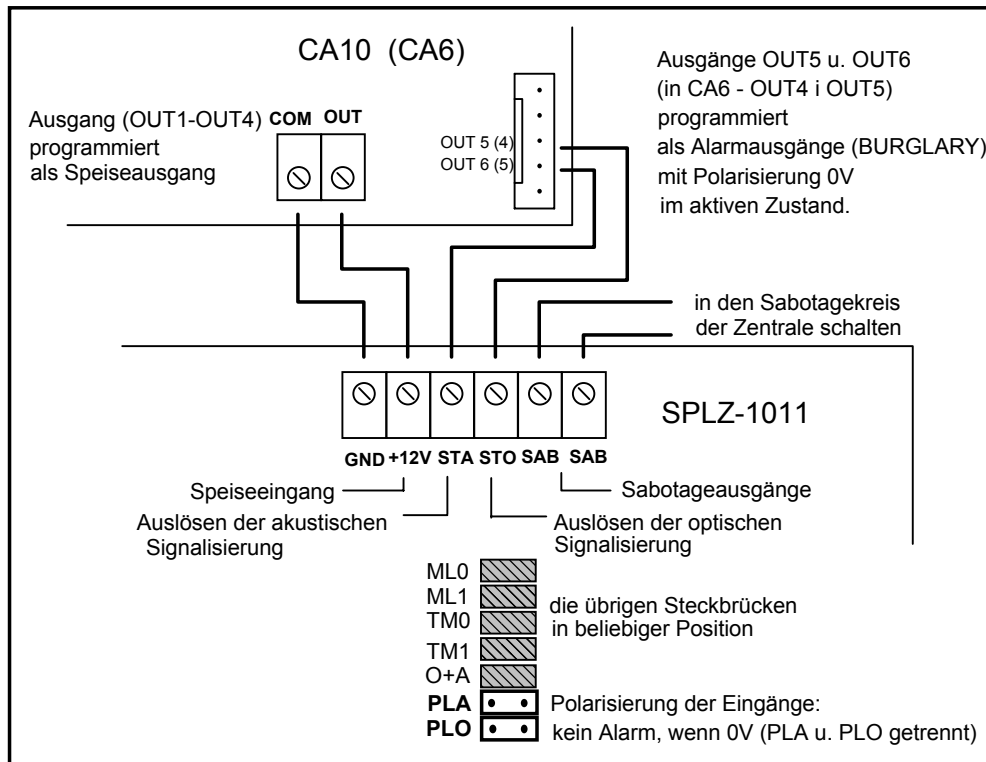 CA10 (CA6)
Ausgang (OUT1-OUT4)
programmiert
als Speiseausgang
COM OUT
OUT 5 (4)
OUT 6 (5)
Ausgänge OUT5 u. OUT6
(in CA6 - OUT4 i OUT5)
programmiert
als Alarmausgänge (BURGLARY)
mit Polarisierung 0V
im aktiven Zustand.
in den Sabotagekreis
der Zentrale schalten
SPLZ-1011
GND +12V STA STO SAB SAB
Speiseeingang
Auslösen der akustischen
Signalisierung
Sabotageausgänge
Auslösen der optischen
Signalisierung
ML0
ML1
TM0
TM1
O+A
PLA
PLO
die übrigen Steckbrücken
in beliebiger Position
Polarisierung der Eingänge:
kein Alarm, wenn 0V (PLA u. PLO getrennt)